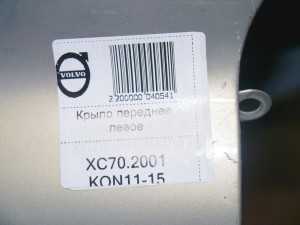 VOLVO
2 200000 040541
Крыло переднее
левое
XC70.2001
KON11-15